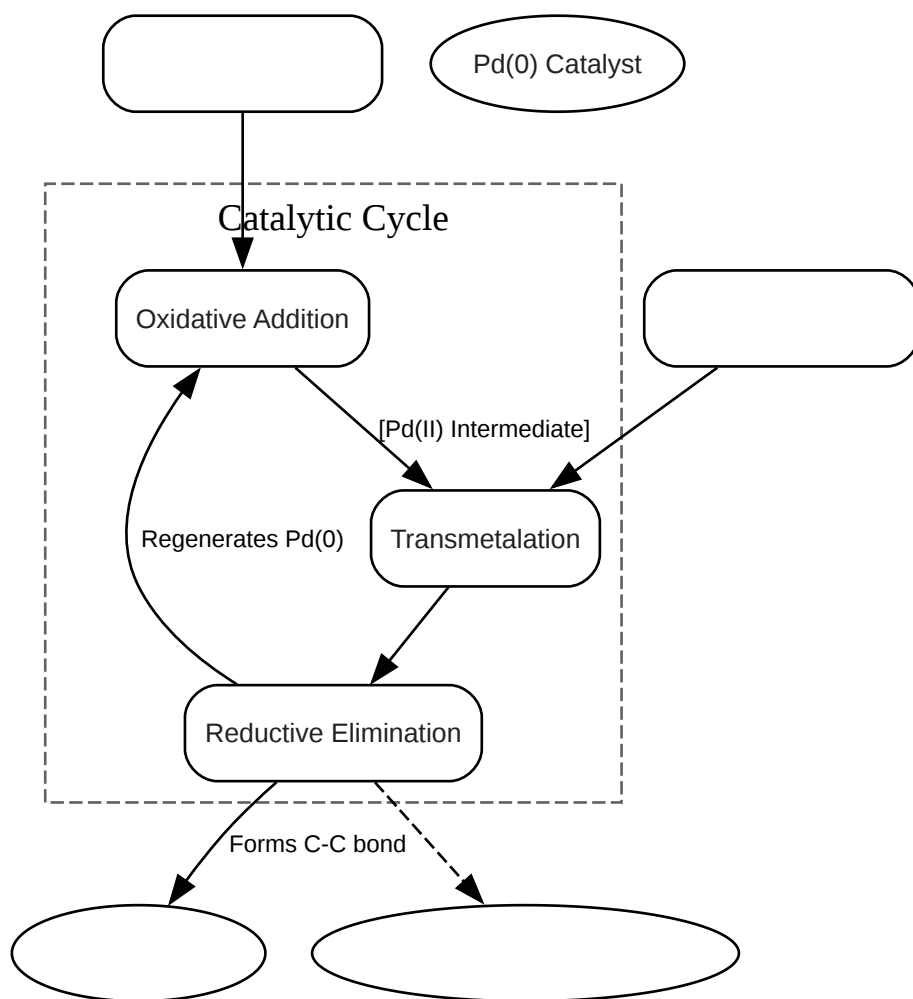 Pd(0) Catalyst
Catalytic Cycle
Oxidative Addition
[Pd(II) Intermediate]
Regenerates Pd(0)
Transmetalation
Reductive Elimination
Forms C-C bond